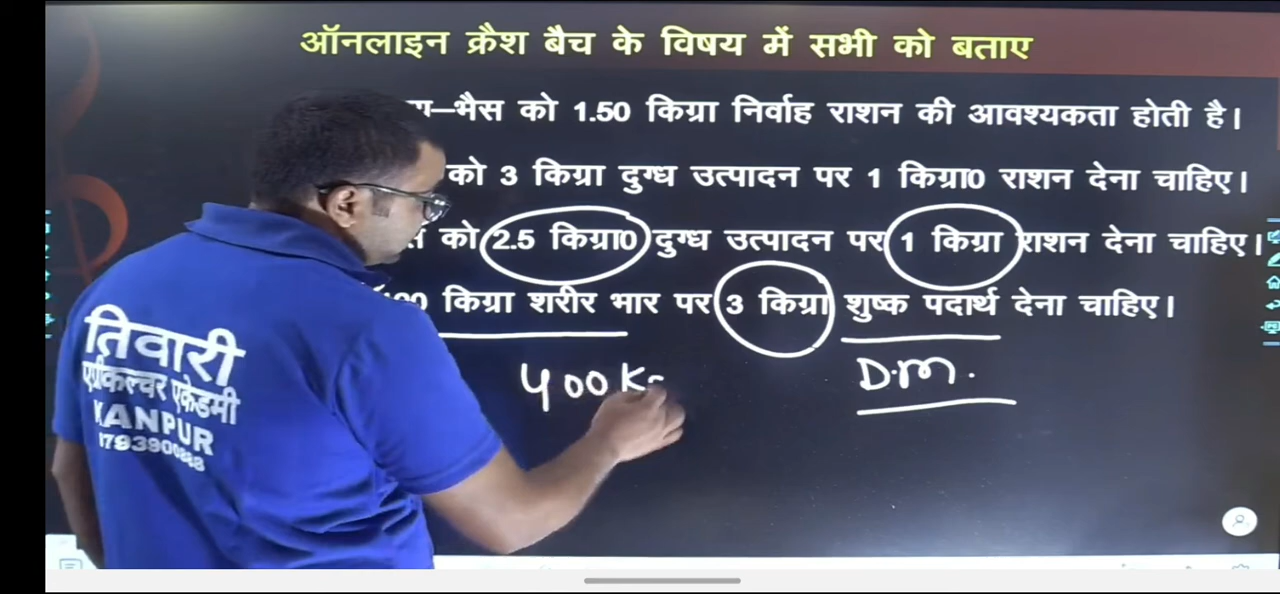 ऑनलाइन क्रैश बैच के विषय में सभी को बताए
भैस को 1.50 किग्रा निर्वाह राशन की आवश्यकता होती है।
को 3 किग्रा दुग्ध उत्पादन पर 1 किग्रा0 राशन देना चाहिए।
को 2.5 किग्रा0 दुग्ध उत्पादन पर 1 किग्रा राशन देना चाहिए।
किग्रा शरीर भार पर 3 किग्रा शुष्क पदार्थ देना चाहिए।
400 K
D.M.
तिवारी
एग्रीकल्चर एकेडमी
KANPUR